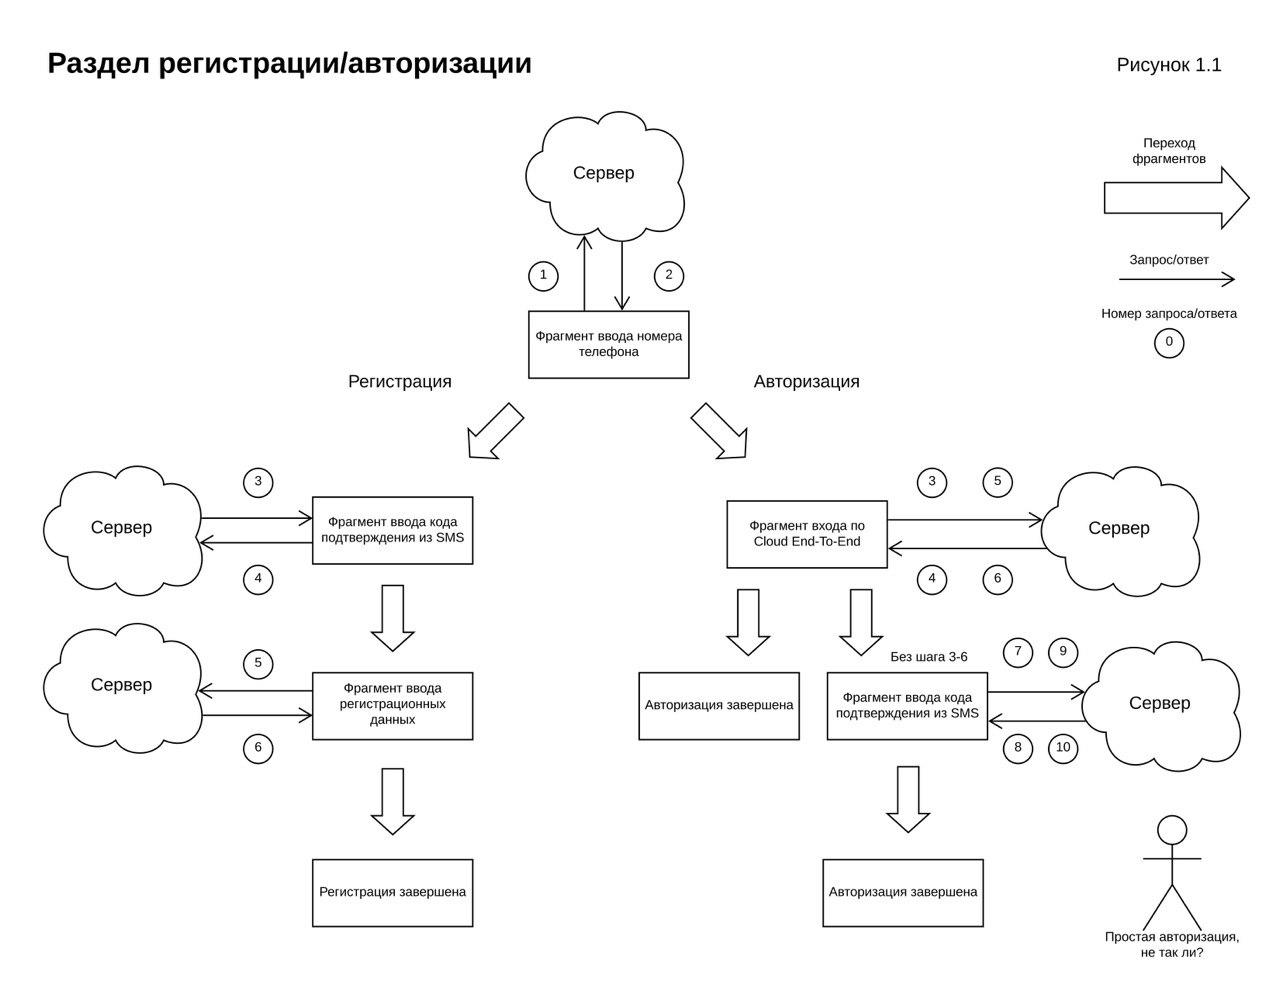 Раздел регистрации/авторизации
Рисунок 1.1
Переход
фрагментов
Запрос/ответ
Номер запроса/ответа
0
Сервер
1
2
Фрагмент ввода номера
телефона
Регистрация
Авторизация
Сервер
3
4
Фрагмент ввода кода
подтверждения из SMS
Сервер
5
6
Фрагмент ввода
регистрационных
данных
Регистрация завершена
Фрагмент входа по
Cloud End-To-End
3
5
4
6
Сервер
Авторизация завершена
Без шага 3-6
Фрагмент ввода кода
подтверждения из SMS
7
9
8
10
Сервер
Авторизация завершена
Простая авторизация,
не так ли?